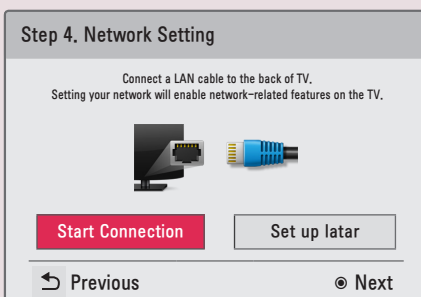 Step 4. Network Setting
Connect a LAN cable to the back of TV.
Setting your network will enable network-related features on the TV.
Start Connection
Set up latar
Previous
Next